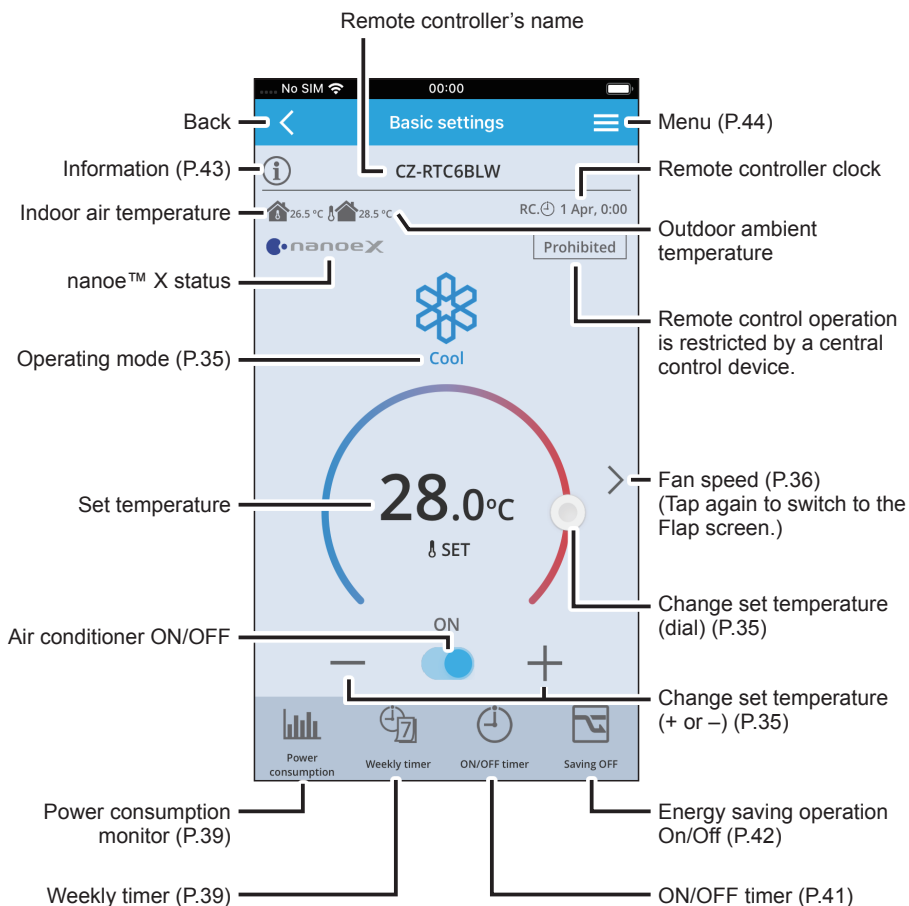 Remote controller's name
No SIM 00:00
Back
Basic settings
Menu (P.44)
Information (P.43)
CZ-RTC6BLW
Remote controller clock
Indoor air temperature
26.5 °C 28.5 °C
RC. 1 Apr, 0:00
Outdoor ambient
temperature
nanoeX
Prohibited
nanoe™ X status
Remote control operation
is restricted by a central
control device.
Operating mode (P.35)
Cool
Set temperature
28.0°C
SET
Fan speed (P.36)
(Tap again to switch to the
Flap screen.)
Change set temperature
(dial) (P.35)
Air conditioner ON/OFF
ON
Change set temperature
(+ or –) (P.35)
7
Power
consumption
Weekly timer
ON/OFF timer
Saving OFF
Power consumption
monitor (P.39)
Energy saving operation
On/Off (P.42)
Weekly timer (P.39)
ON/OFF timer (P.41)